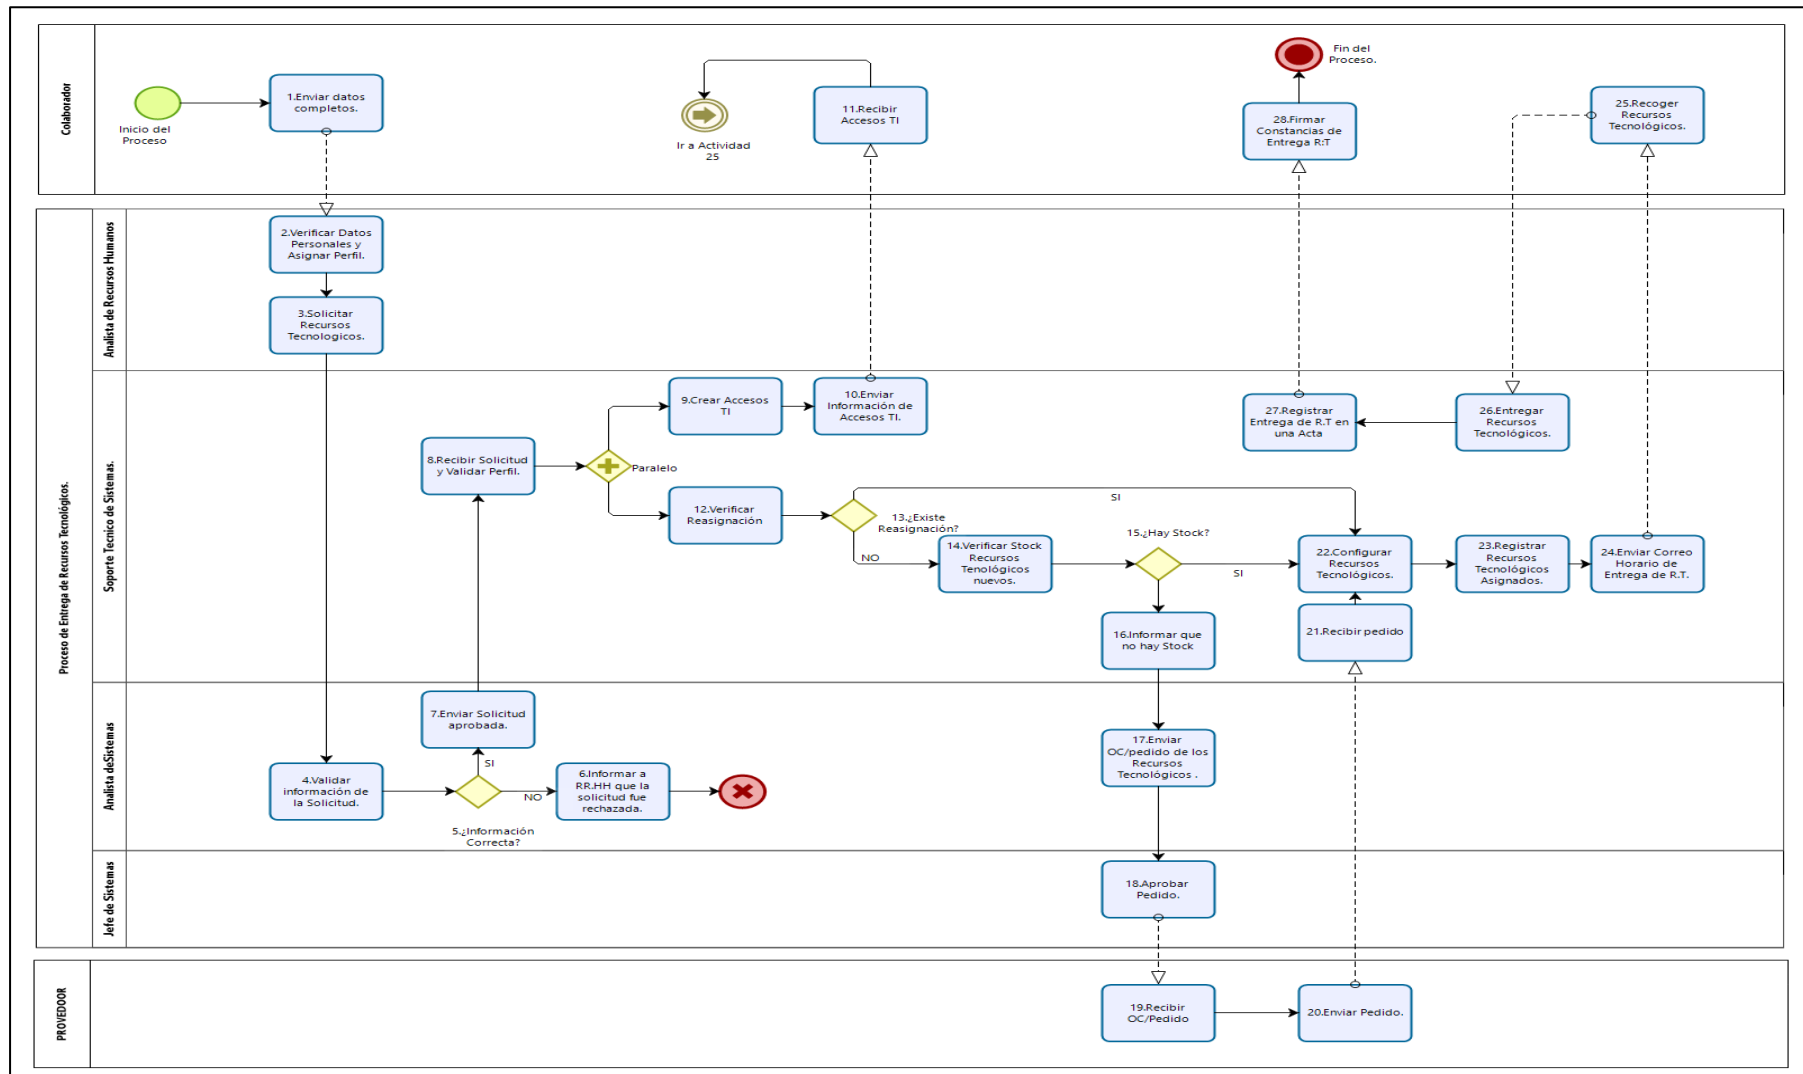 Colaborador
Inicio del
Proceso
1.Enviar datos
completos.
Ir a Actividad
25
11.Recibir
Accesos TI
Fin del
Proceso.
28.Firmar
Constancias de
Entrega R:T
25.Recoger
Recursos
Tecnológicos.
Proceso de Entrega de Recursos Tecnológicos.
Analista de Recursos Humanos
2.Verificar Datos
Personales y
Asignar Perfil.
3.Solicitar
Recursos
Tecnologicos.
Soporte Tecnico de Sistemas.
8.Recibir Solicitud
y Validar Perfil.
Paralelo
9.Crear Accesos
TI
10.Enviar
Información de
Accesos TI.
12.Verificar
Reasignación
13.¿Existe
Reasignación?
SI
NO
14.Verificar Stock
Recursos
Tenológicos
nuevos.
15.¿Hay Stock?
SI
16.Informar que
no hay Stock
27.Registrar
Entrega de R.T en
una Acta
26.Entregar
Recursos
Tecnológicos.
22.Configurar
Recursos
Tecnológicos.
23.Registrar
Recursos
Tecnológicos
Asignados.
24.Enviar Correo
Horario de
Entrega de R.T.
21.Recibir pedido
Analista deSistemas
7.Enviar Solicitud
aprobada.
SI
4.Validar
información de
la Solicitud.
5.¿Información
Correcta?
NO
6.Informar a
RR.HH que la
solicitud fue
rechazada.
17.Enviar
OC/pedido de los
Recursos
Tecnológicos .
Jefe de Sistemas
18.Aprobar
Pedido.
PROVEDOOR
19.Recibir
OC/Pedido
20.Enviar Pedido.